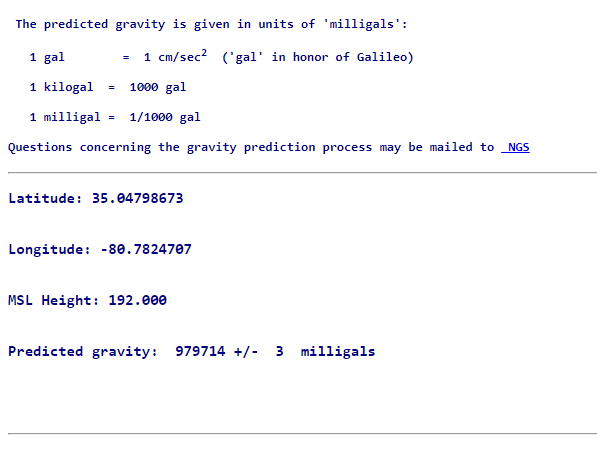 The predicted gravity is given in units of 'milligals':
1 gal = 1 cm/sec² ('gal' in honor of Galileo)
1 kilogal = 1000 gal
1 milligal = 1/1000 gal
Questions concerning the gravity prediction process may be mailed to NGS
Latitude: 35.04798673
Longitude: -80.7824707
MSL Height: 192.000
Predicted gravity: 979714 +/- 3 milligals